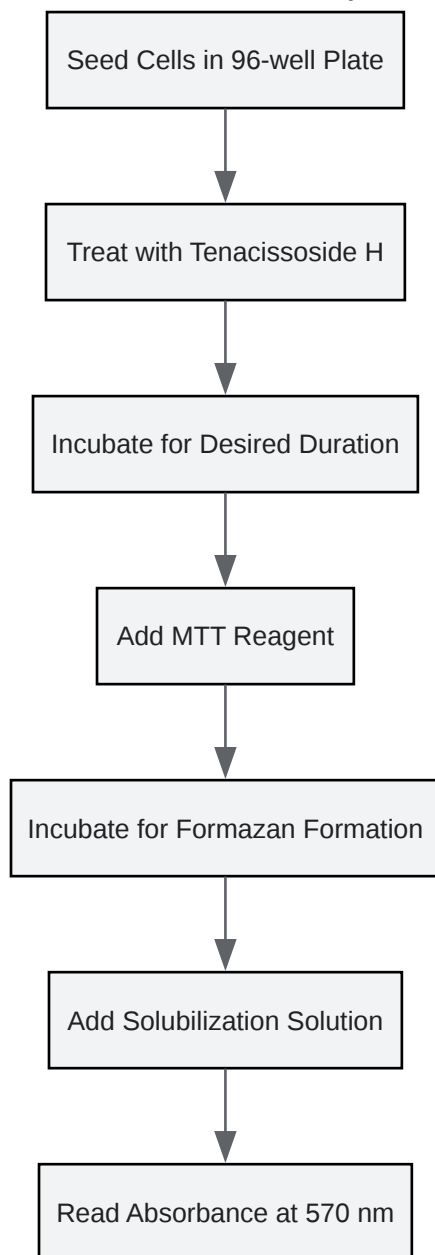 Seed Cells in 96-well Plate
Treat with Tenacissoside H
Incubate for Desired Duration
Add MTT Reagent
Incubate for Formazan Formation
Add Solubilization Solution
Read Absorbance at 570 nm